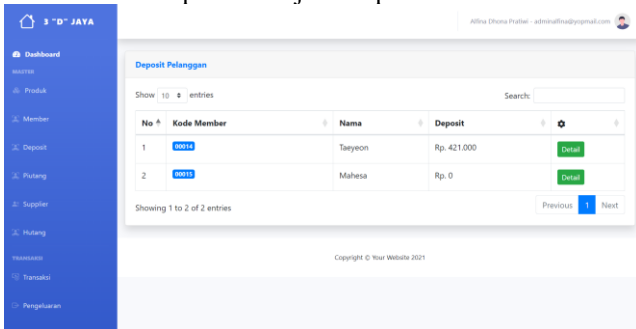 3 "D" JAYA
Alfina Dhona Pratiwi - adminalfina@yopmail.com
Dashboard
MASTER
Produk
Member
Deposit
Piutang
Supplier
Hutang
TRANSAKSI
Transaksi
Pengeluaran
Deposit Pelanggan
Show 10 entries Search:
No Kode Member Nama Deposit
1 00014 Taeyeon Rp. 421.000 Detail
2 00015 Mahesa Rp. 0 Detail
Showing 1 to 2 of 2 entries Previous 1 Next
Copyright © Your Website 2021